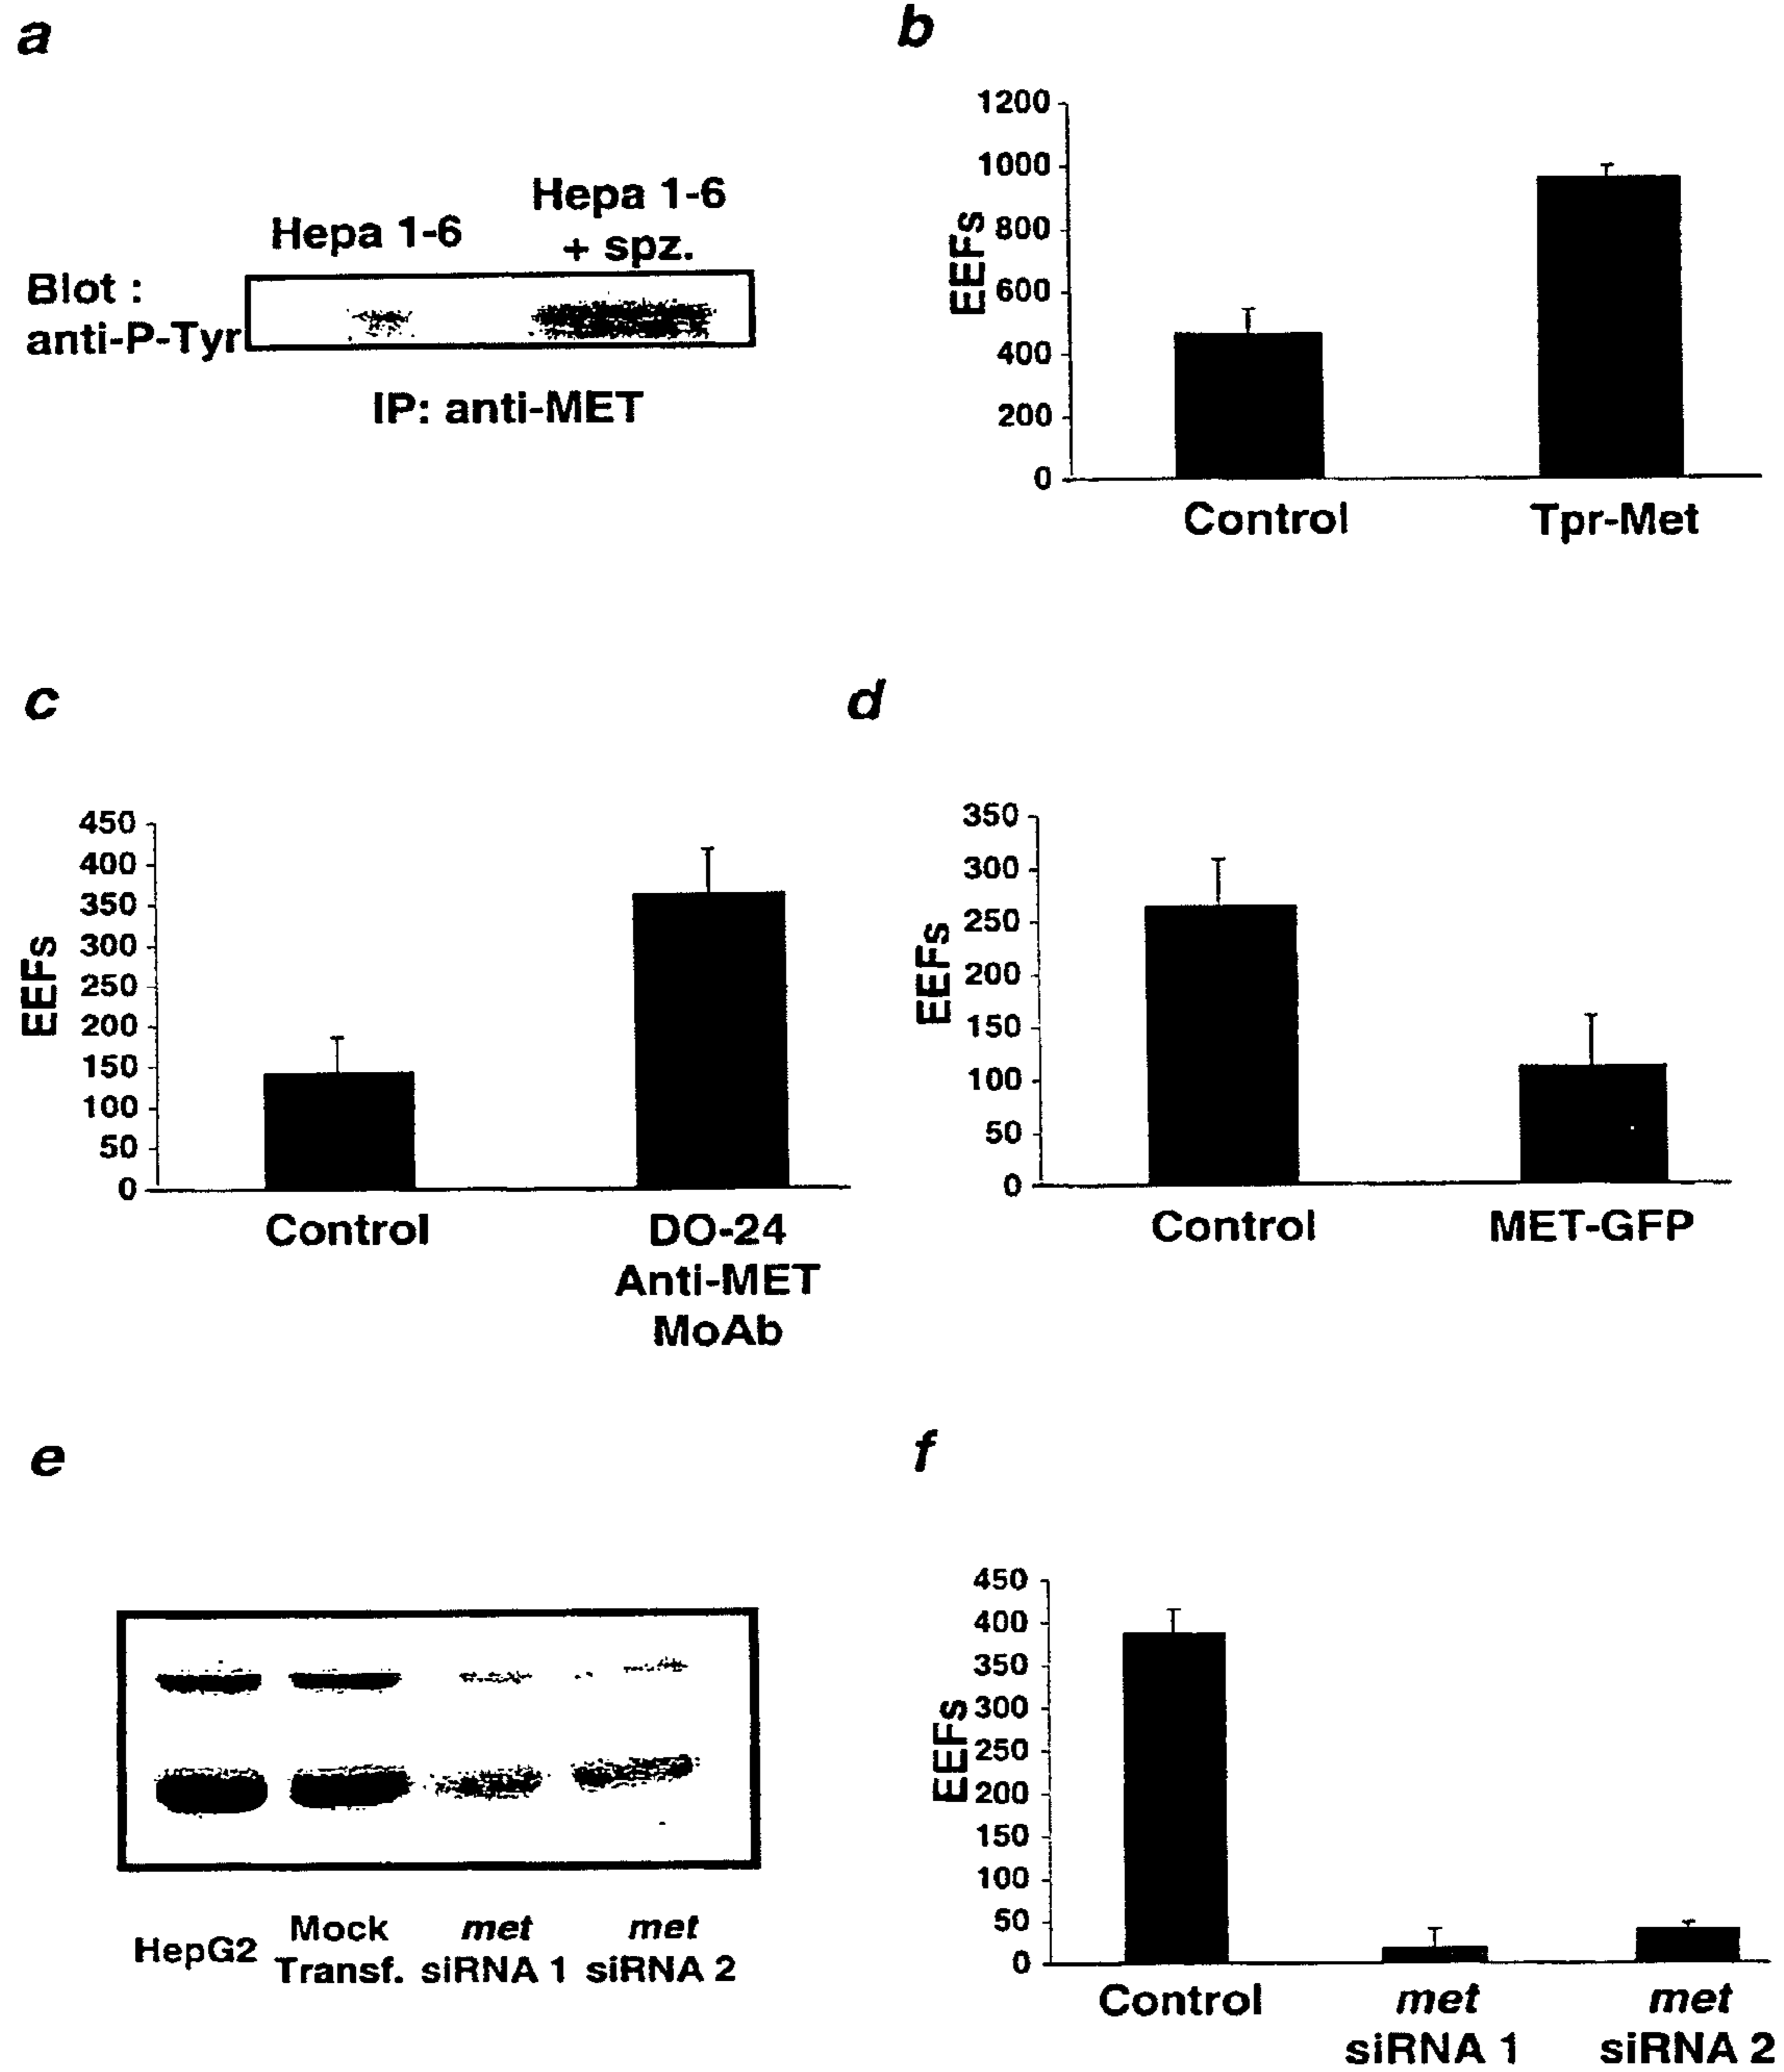 a
Hepa 1-6
Hepa 1-6
+ spz.
Blot :
anti-P-Tyr
IP: anti-MET
b
1200
1000
800
600
400
200
0
EEFs
Control
Tpr-Met
c
450
400
350
300
250
200
150
100
50
0
EEFs
Control
DO-24
Anti-MET
MoAb
d
350
300
250
200
150
100
50
0
EEFs
Control
MET-GFP
e
HepG2
Mock
Transf.
met
siRNA 1
met
siRNA 2
f
450
400
350
300
250
200
150
100
50
0
EEFs
Control
met
siRNA 1
met
siRNA 2